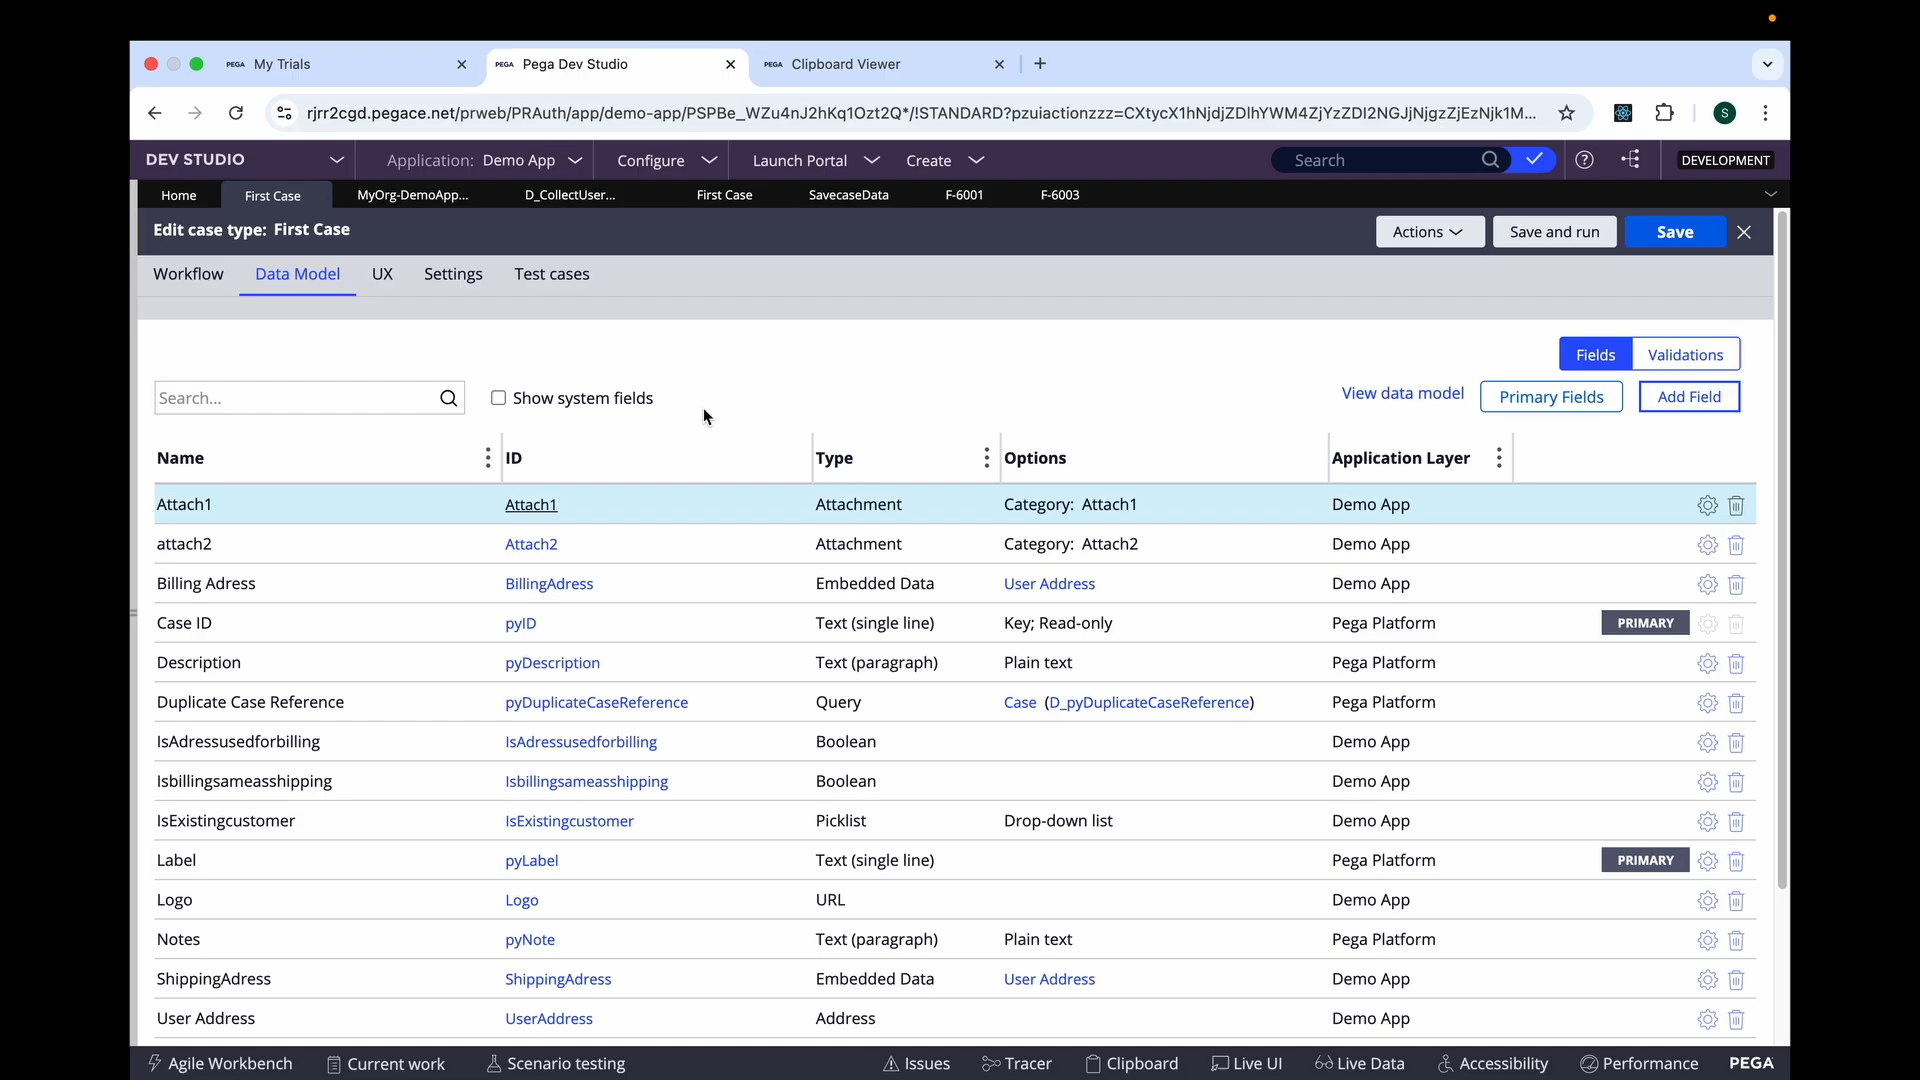 PEGA My Trials
PEGA Pega Dev Studio
PEGA Clipboard Viewer
rjrr2cgd.pegace.net/prweb/PRAuth/app/demo-app/PSPBe_WZu4nJ2hKq1Ozt2Q*/!STANDARD?pzuiactionzzz=CXtycX1hNjdjZDlhYWM4ZjYzZDI2NGJjNjgzZjEzNjk1M...
S
DEV STUDIO Application: Demo App Configure Launch Portal Create Search DEVELOPMENT
Home First Case MyOrg-DemoApp... D_CollectUser... First Case SavecaseData F-6001 F-6003
Edit case type: First Case Actions Save and run Save
Workflow Data Model UX Settings Test cases
Fields Validations
Search... Show system fields View data model Primary Fields Add Field
Name ID Type Options Application Layer
Attach1 Attach1 Attachment Category: Attach1 Demo App
attach2 Attach2 Attachment Category: Attach2 Demo App
Billing Adress BillingAdress Embedded Data User Address Demo App
Case ID pyID Text (single line) Key; Read-only Pega Platform PRIMARY
Description pyDescription Text (paragraph) Plain text Pega Platform
Duplicate Case Reference pyDuplicateCaseReference Query Case (D_pyDuplicateCaseReference) Pega Platform
IsAdressusedforbilling IsAdressusedforbilling Boolean Demo App
Isbillingsameasshipping Isbillingsameasshipping Boolean Demo App
IsExistingcustomer IsExistingcustomer Picklist Drop-down list Demo App
Label pyLabel Text (single line) Pega Platform PRIMARY
Logo Logo URL Demo App
Notes pyNote Text (paragraph) Plain text Pega Platform
ShippingAdress ShippingAdress Embedded Data User Address Demo App
User Address UserAddress Address Demo App
Agile Workbench Current work Scenario testing Issues Tracer Clipboard Live UI Live Data Accessibility Performance PEGA